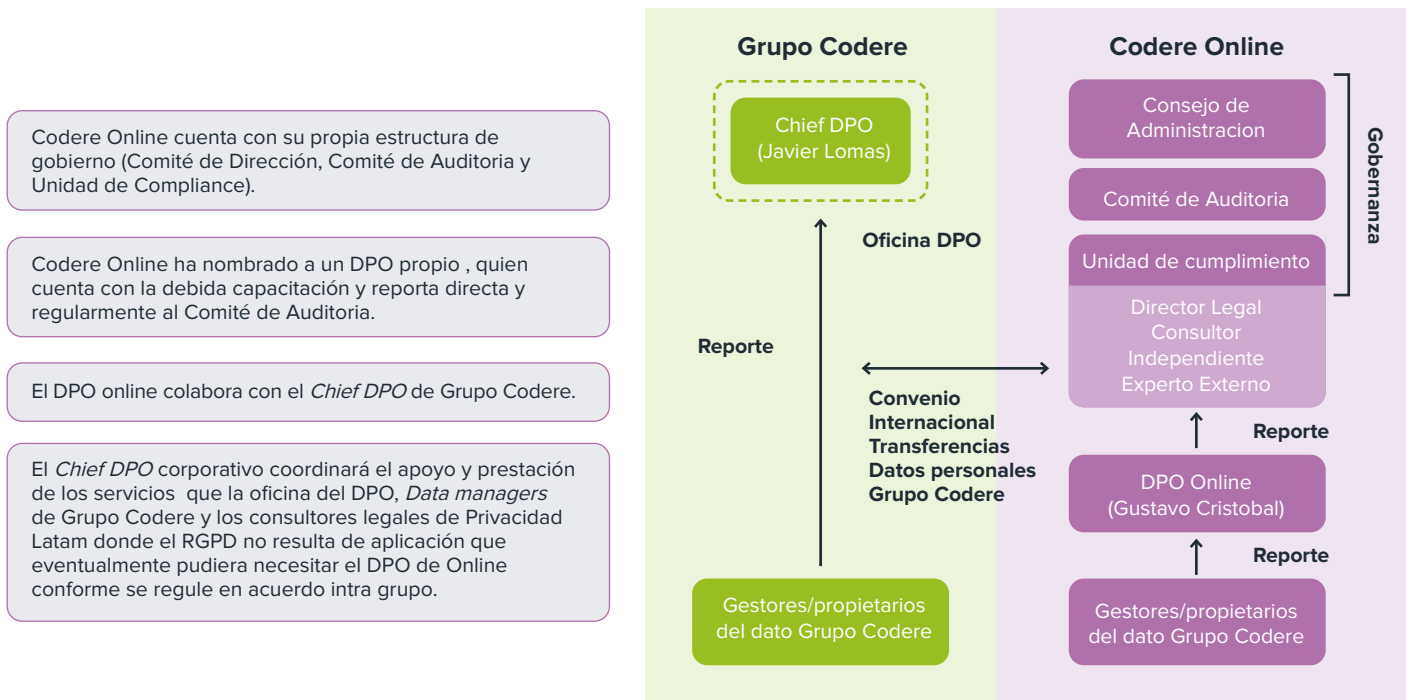 Codere Online cuenta con su propia estructura de
gobierno (Comité de Dirección, Comité de Auditoria y
Unidad de Compliance).
Codere Online ha nombrado a un DPO propio , quien
cuenta con la debida capacitación y reporta directa y
regularmente al Comité de Auditoria.
El DPO online colabora con el Chief DPO de Grupo Codere.
El Chief DPO corporativo coordinará el apoyo y prestación
de los servicios que la oficina del DPO, Data managers
de Grupo Codere y los consultores legales de Privacidad
Latam donde el RGPD no resulta de aplicación que
eventualmente pudiera necesitar el DPO de Online
conforme se regule en acuerdo intra grupo.
Grupo Codere
Chief DPO
(Javier Lomas)
Oficina DPO
Reporte
Convenio
Internacional
Transferencias
Datos personales
Grupo Codere
Gestores/propietarios
del dato Grupo Codere
Codere Online
Consejo de
Administracion
Comité de Auditoria
Unidad de cumplimiento
Director Legal
Consultor
Independiente
Experto Externo
Gobernanza
Reporte
DPO Online
(Gustavo Cristobal)
Reporte
Gestores/propietarios
del dato Grupo Codere